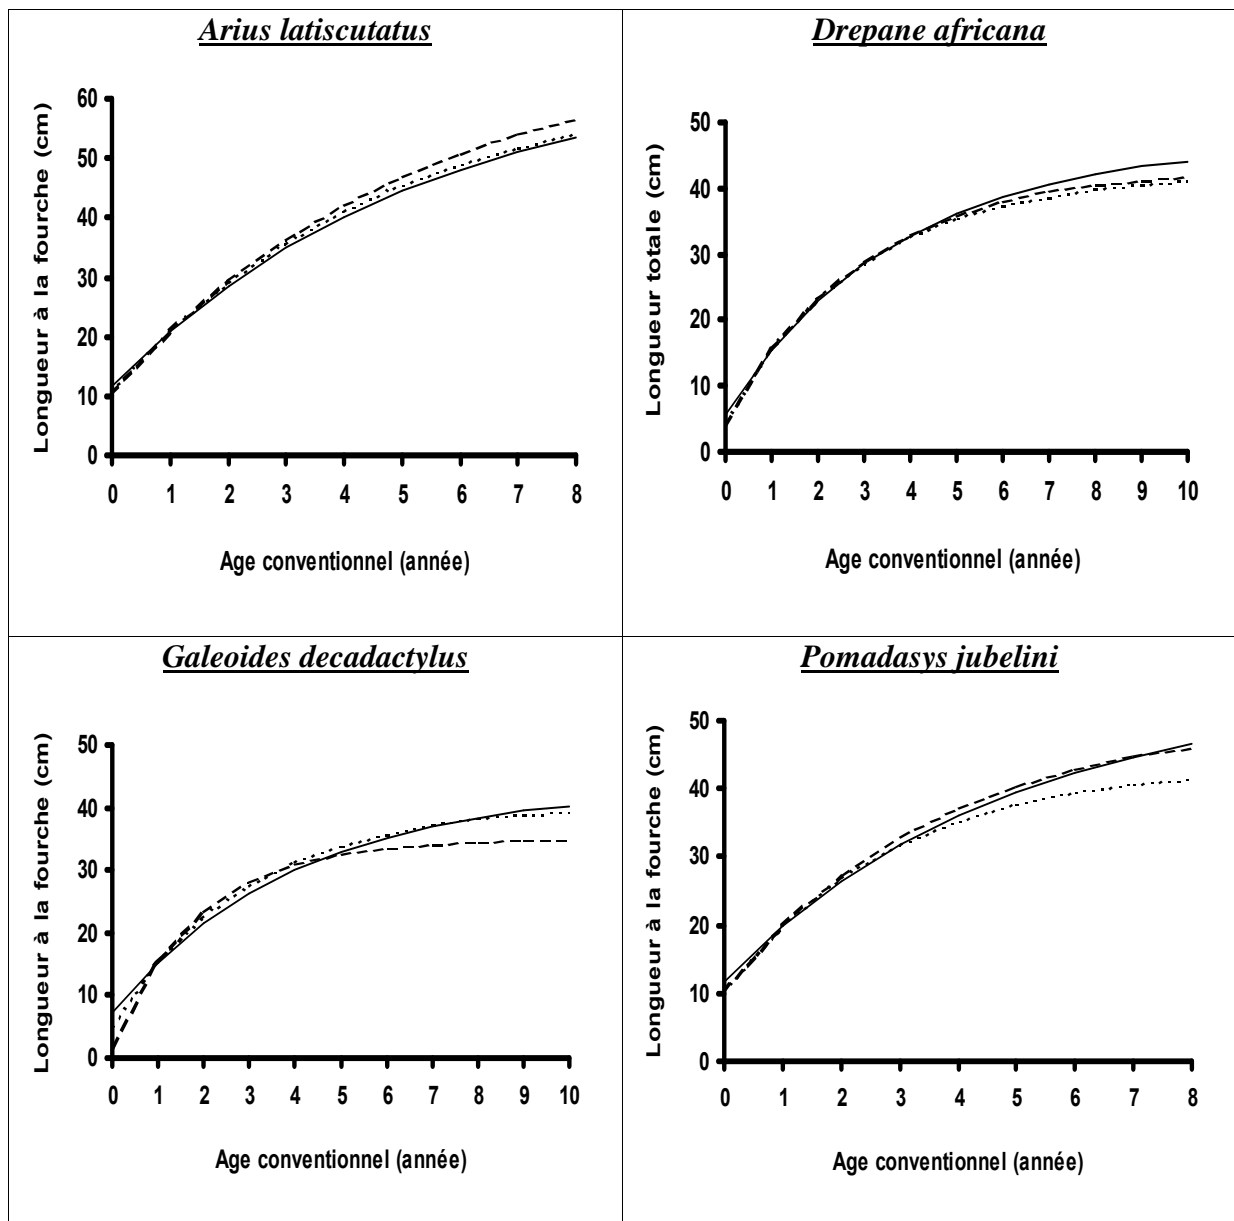 Arius latiscutatus
Longueur à la fourche (cm)
60
50
40
30
20
10
0
0 1 2 3 4 5 6 7 8
Age conventionnel (année)
Drepane africana
Longueur totale (cm)
50
40
30
20
10
0
0 1 2 3 4 5 6 7 8 9 10
Age conventionnel (année)
Galeoides decadactylus
Longueur à la fourche (cm)
50
40
30
20
10
0
0 1 2 3 4 5 6 7 8 9 10
Age conventionnel (année)
Pomadasys jubelini
Longueur à la fourche (cm)
50
40
30
20
10
0
0 1 2 3 4 5 6 7 8
Age conventionnel (année)